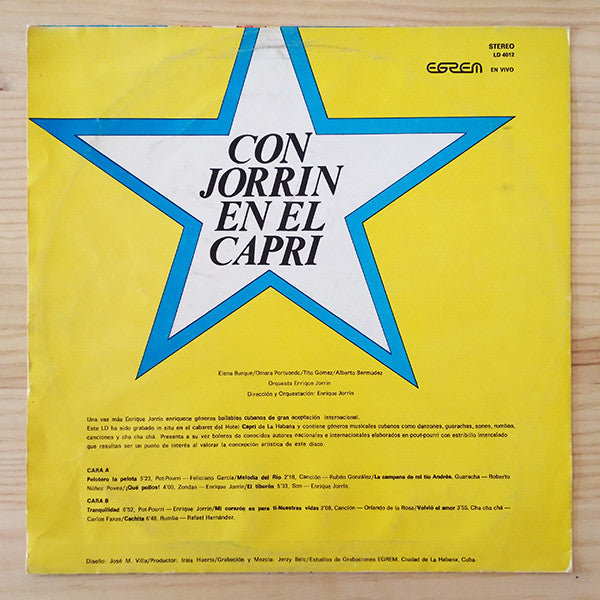 STEREO
LD 4012
EGREM EN VIVO
CON
JORRIN
EN EL
CAPRI
Elena Burque/Omara Portuondo/Tito Gómez/Alberto Bermúdez
Orquesta Enrique Jorrín
Dirección y Orquestación: Enrique Jorrín
Una vez más Enrique Jorrín enriquece géneros bailables cubanos de gran aceptación internacional.
Este LD ha sido grabado in situ en el cabaret del Hotel Capri de La Habana y contiene géneros musicales cubanos como danzones, guarachas, sones, rumbas,
canciones y cha cha chá. Presenta a su vez boleros de conocidos autores nacionales e internacionales elaborados en pout-pourrí con estribillo intercalado
que resultan ser un punto de interés al valorar la concepción artística de este disco.
CARA A
Pelotero la pelota 5'23, Pot-Pourrí — Feliciano García/Melodía del Río 2'16, Canción — Rubén González/La campana de mi tío Andrés, Guaracha — Roberto
Núñez Povea/¡Qué pollos! 4'00, Zondan — Enrique Jorrín/El tiburón 5'33, Son — Enrique Jorrín.
CARA B
Tranquilidad 6'52, Pot-Pourrí — Enrique Jorrín/Mi corazón es para ti-Nuestras vidas 2'08, Canción — Orlando de la Rosa/Volvió el amor 3'55, Cha cha chá —
Carlos Faxas/Cachita 6'48, Rumba — Rafael Hernández.
Diseño: José M. Villa/Productor: Irais Huerta/Grabación y Mezcla: Jerzy Belc/Estudios de Grabaciones EGREM, Ciudad de La Habana. Cuba.